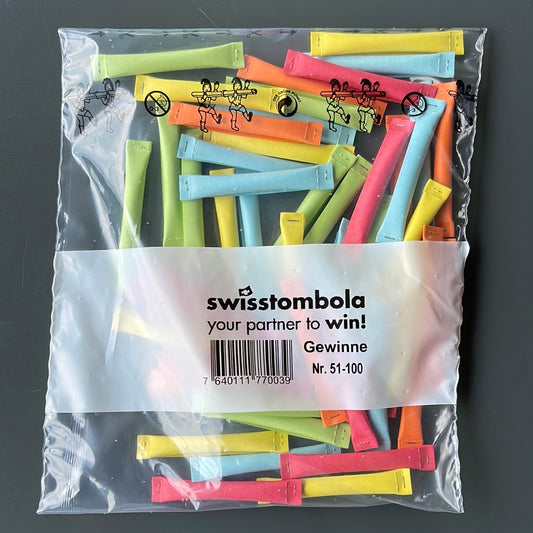 swisstombola
your partner to win!
Gewinne
Nr. 51-100
7 640111 770039